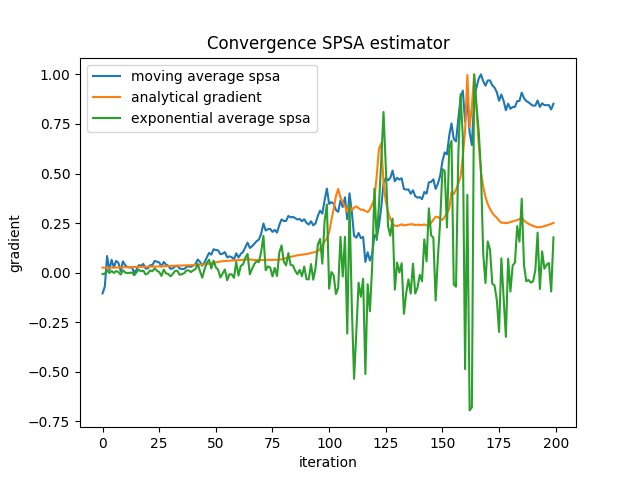 Convergence SPSA estimator
moving average spsa
analytical gradient
exponential average spsa
gradient
1.00
0.75
0.50
0.25
0.00
−0.25
−0.50
−0.75
0 25 50 75 100 125 150 175 200
iteration